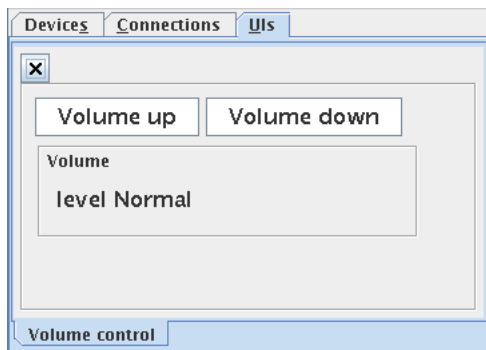 Devices Connections UIs
Volume up Volume down
Volume
level Normal
Volume control